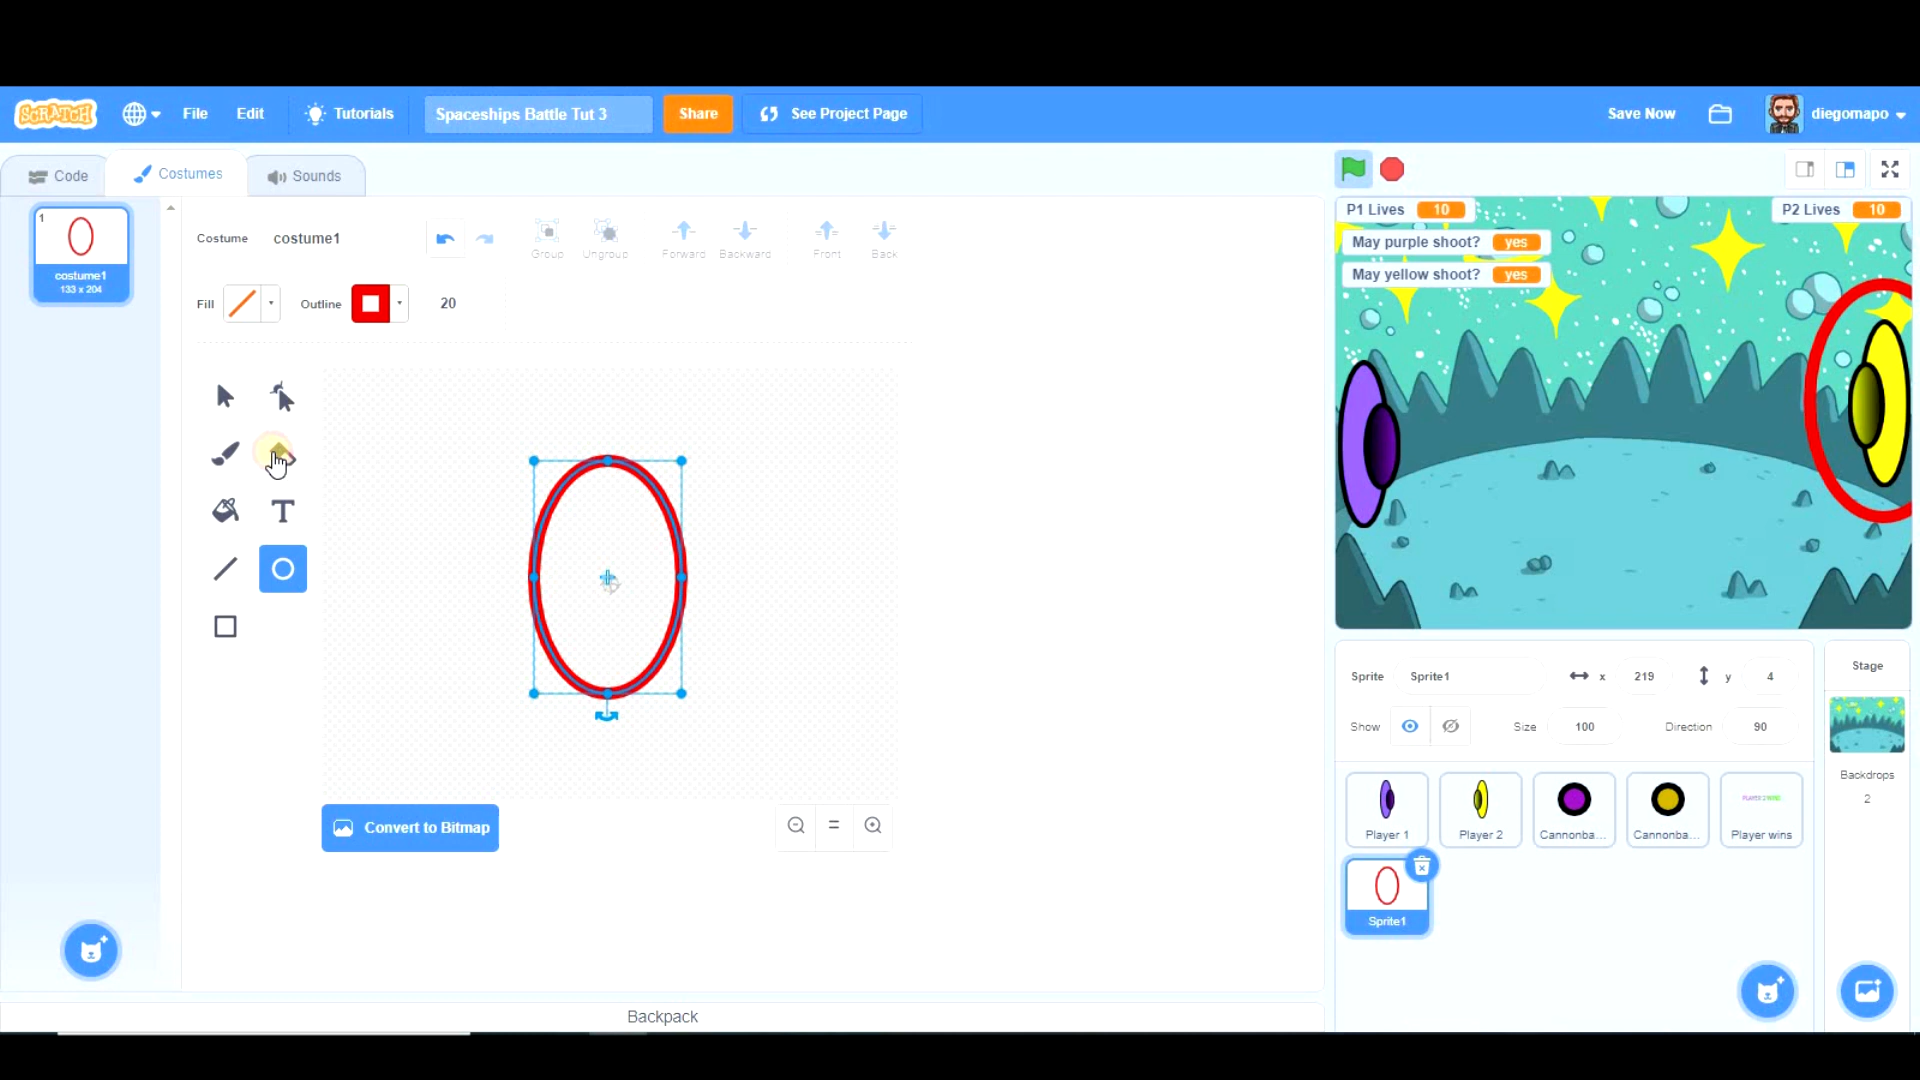 SCRATCH File Edit Tutorials Spaceships Battle Tut 3 Share See Project Page Save Now diegomapo
Code Costumes Sounds
1
costume1
133 x 204
Costume costume1 Group Ungroup Forward Backward Front Back
Fill Outline 20
T
Convert to Bitmap
Backpack
P1 Lives 10 P2 Lives 10
May purple shoot? yes
May yellow shoot? yes
Sprite Sprite1 x 219 y 4
Show Size 100 Direction 90
Player 1 Player 2 Cannonba... Cannonba... Player wins
Sprite1
Stage
Backdrops
2